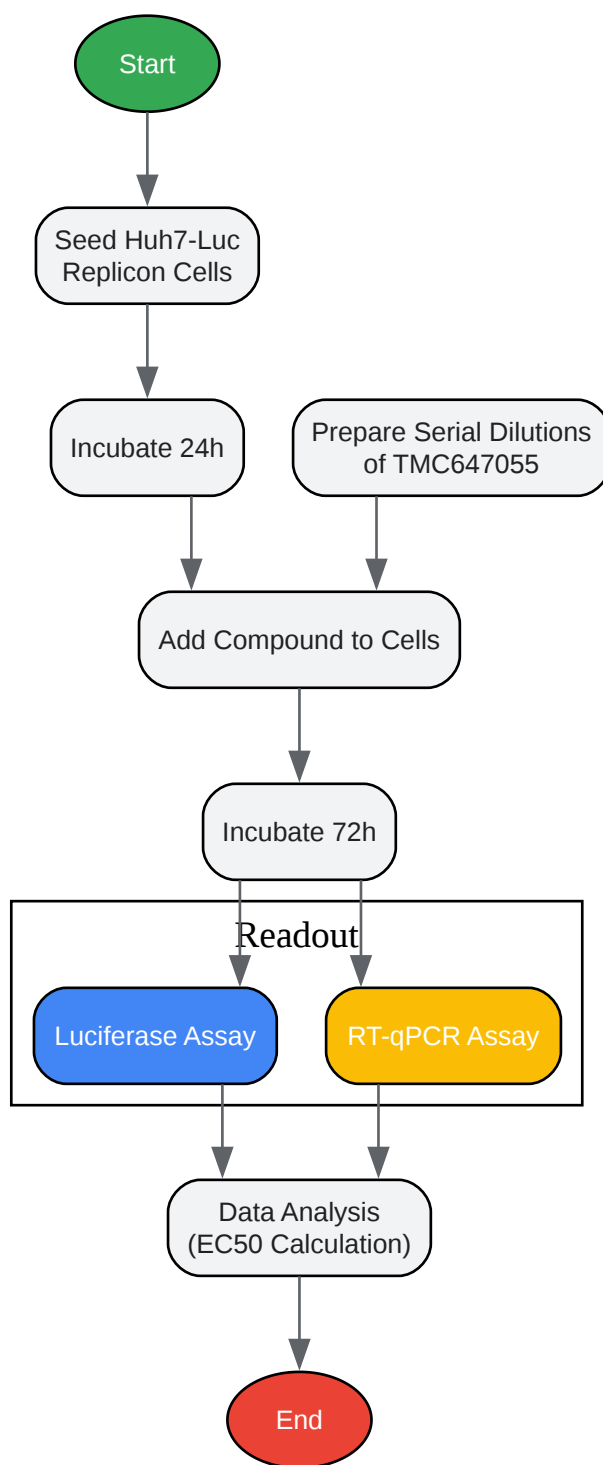 Start
Seed Huh7-Luc
Replicon Cells
Incubate 24h
Prepare Serial Dilutions
of TMC647055
Add Compound to Cells
Incubate 72h
Readout
Luciferase Assay
RT-qPCR Assay
Data Analysis
(EC50 Calculation)
End